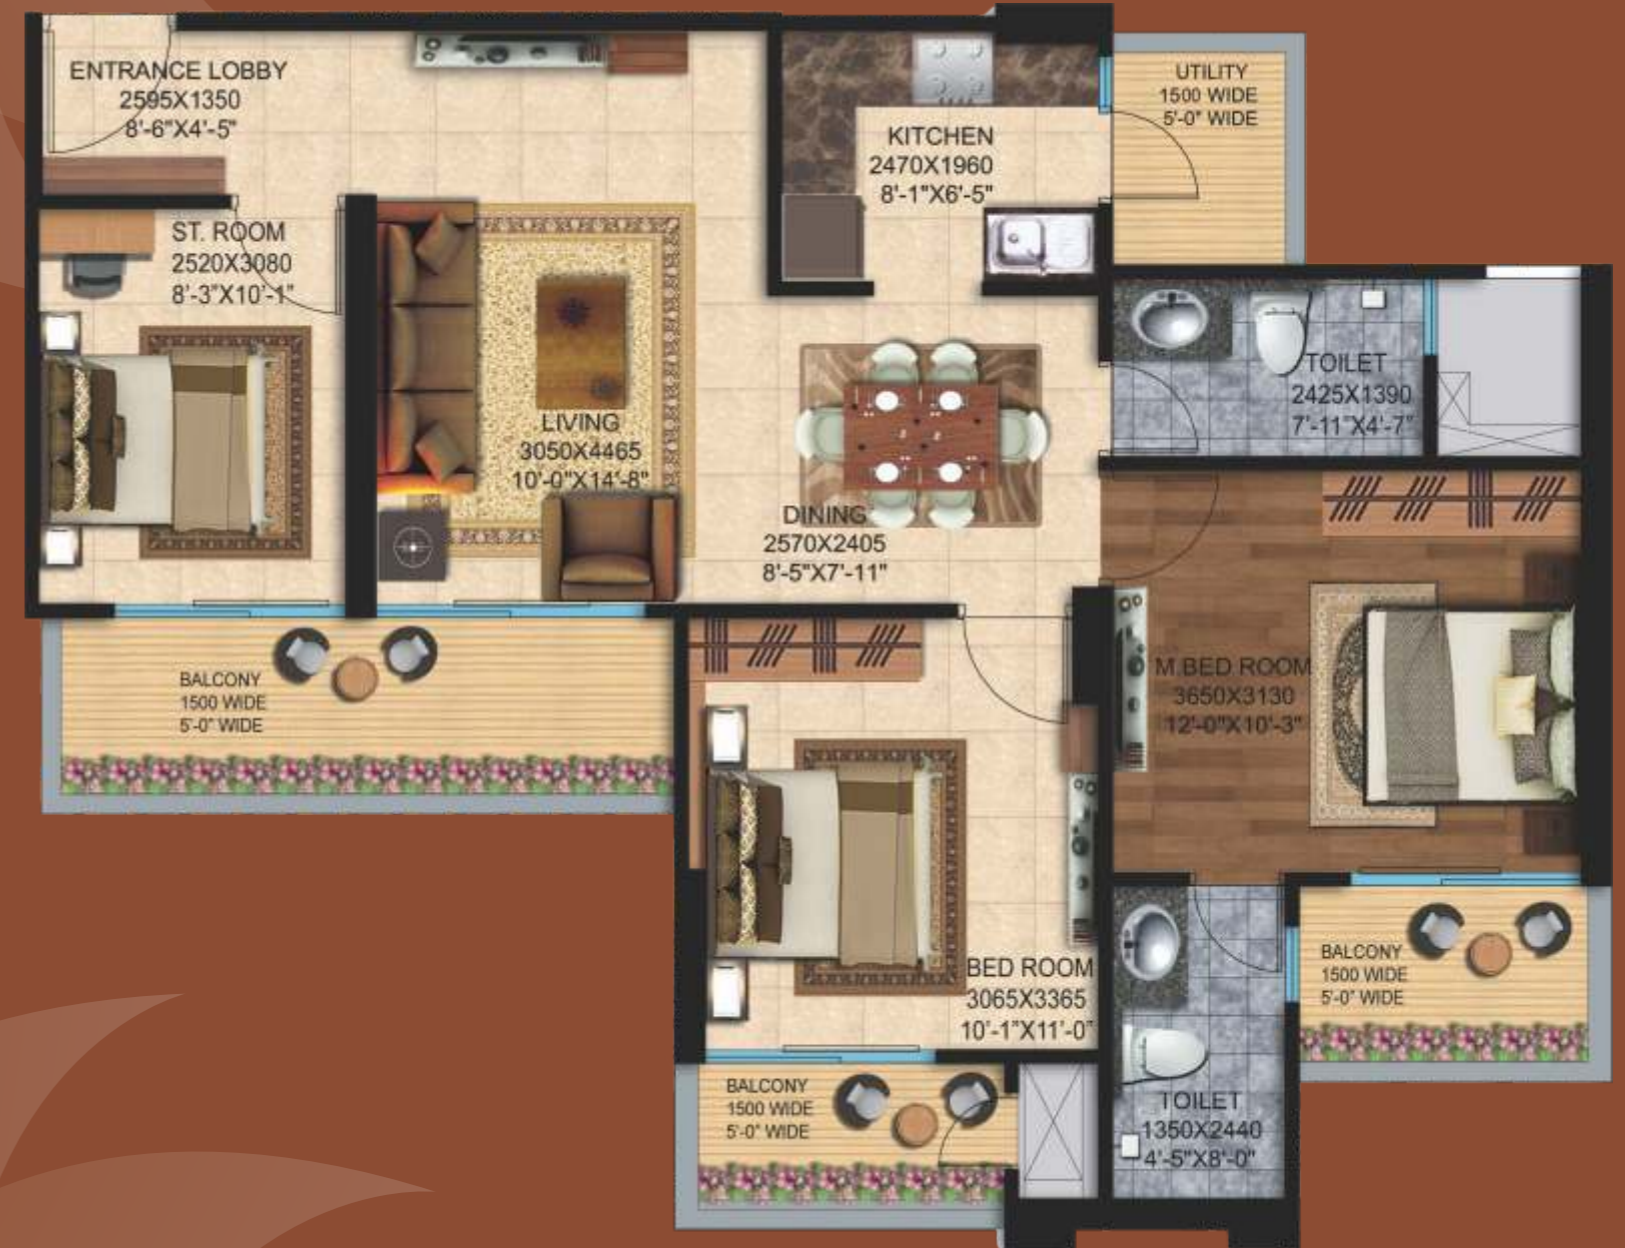 ENTRANCE LOBBY
2595X1350
8'-6"X4'-5"
KITCHEN
2470X1960
8'-1"X6'-5"
UTILITY
1500 WIDE
5'-0" WIDE
ST. ROOM
2520X3080
8'-3"X10'-1"
LIVING
3050X4465
10'-0"X14'-8"
DINING
2570X2405
8'-5"X7'-11"
TOILET
2425X1390
7'-11"X4'-7"
BALCONY
1500 WIDE
5'-0" WIDE
M.BED ROOM
3650X3130
12'-0"X10'-3"
BED ROOM
3065X3365
10'-1"X11'-0"
BALCONY
1500 WIDE
5'-0" WIDE
BALCONY
1500 WIDE
5'-0" WIDE
TOILET
1350X2440
4'-5"X8'-0"